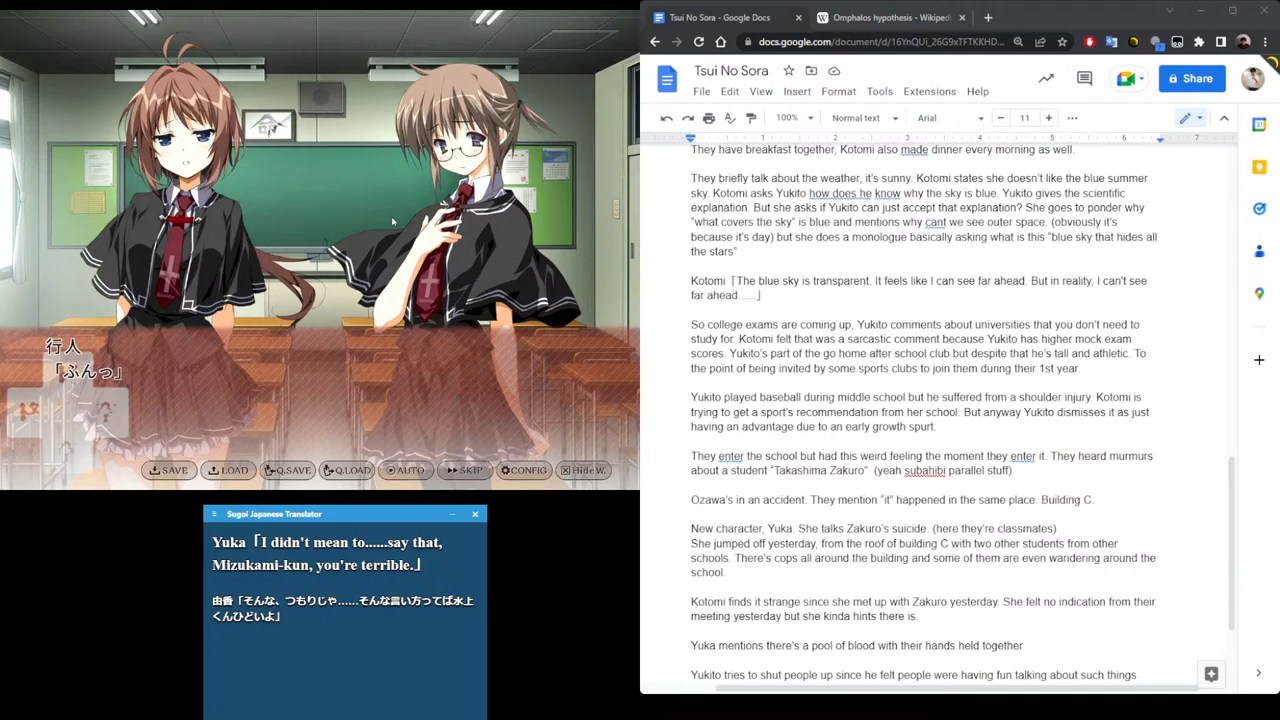 命
行人
「ふんっ」
SAVE
LOAD
Q.SAVE
Q.LOAD
AUTO
SKIP
CONFIG
Hide W.
Sugoi Japanese Translator
Yuka「I didn't mean to......say that,
Mizukami-kun, you're terrible.」
由香「そんな、つもりじゃ……そんな言い方ってば水上
くんひどいよ」
Tsui No Sora - Google Docs
Omphalos hypothesis - Wikiped
docs.google.com/document/d/16YnQUi_26G9xTFTKKHD...
Tsui No Sora
File Edit View Insert Format Tools Extensions Help
Share
100% Normal text Arial 11
1 2 3 4 5 6 7
They have breakfast together, Kotomi also made dinner every morning as well.
They briefly talk about the weather, it's sunny. Kotomi states she doesn't like the blue summer
sky. Kotomi asks Yukito how does he know why the sky is blue. Yukito gives the scientific
explanation. But she asks if Yukito can just accept that explanation? She goes to ponder why
"what covers the sky" is blue and mentions why cant we see outer space. (obviously it's
because it's day) but she does a monologue basically asking what is this "blue sky that hides all
the stars"
Kotomi「The blue sky is transparent. It feels like I can see far ahead. But in reality, I can't see
far ahead......」
So college exams are coming up, Yukito comments about universities that you don't need to
study for. Kotomi felt that was a sarcastic comment because Yukito has higher mock exam
scores. Yukito's part of the go home after school club but despite that he's tall and athletic. To
the point of being invited by some sports clubs to join them during their 1st year.
Yukito played baseball during middle school but he suffered from a shoulder injury. Kotomi is
trying to get a sport's recommendation from her school. But anyway Yukito dismisses it as just
having an advantage due to an early growth spurt.
They enter the school but had this weird feeling the moment they enter it. They heard murmurs
about a student "Takashima Zakuro" (yeah subahibi parallel stuff)
Ozawa's in an accident. They mention "it" happened in the same place. Building C.
New character, Yuka. She talks Zakuro's suicide. (here they're classmates)
She jumped off yesterday, from the roof of building C with two other students from other
schools. There's cops all around the building and some of them are even wandering around the
school.
Kotomi finds it strange since she met up with Zakuro yesterday. She felt no indication from their
meeting yesterday but she kinda hints there is.
Yuka mentions there's a pool of blood with their hands held together
Yukito tries to shut people up since he felt people were having fun talking about such things